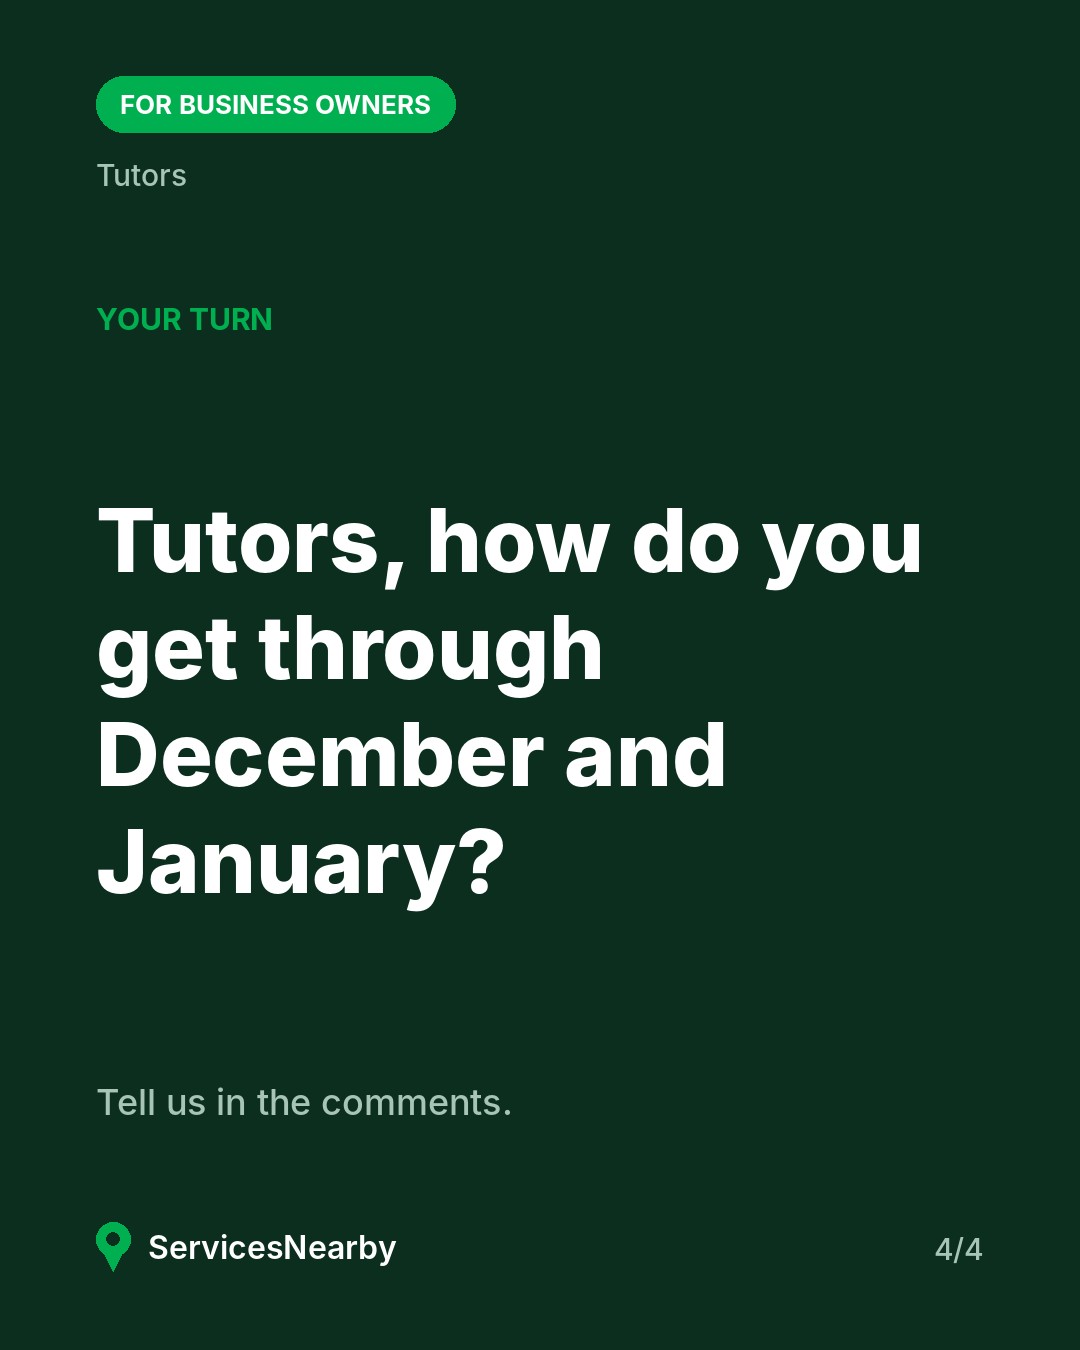 FOR BUSINESS OWNERS
Tutors
YOUR TURN
Tutors, how do you
get through
December and
January?
Tell us in the comments.
ServicesNearby
4/4